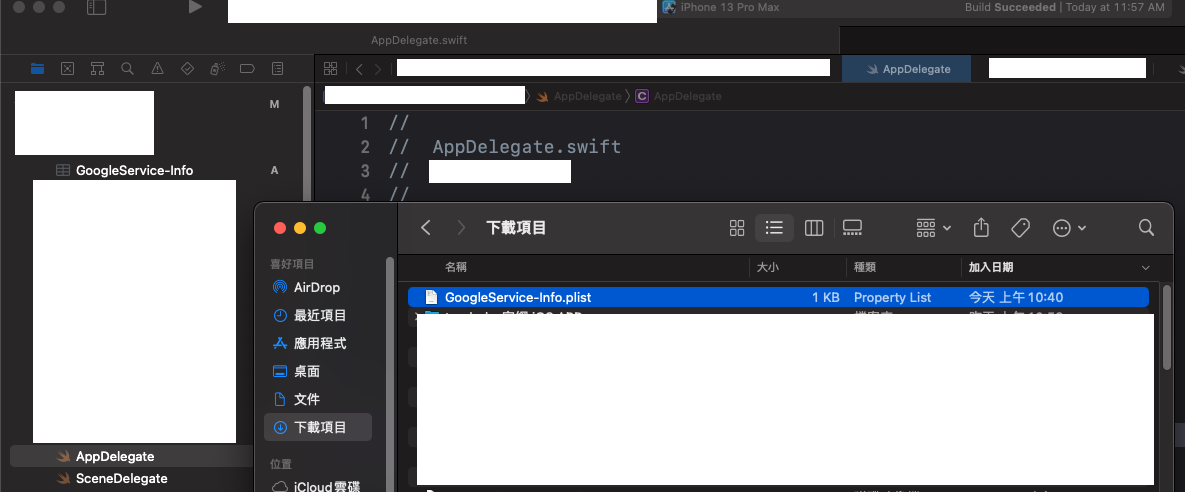 iPhone 13 Pro Max
Build Succeeded | Today at 11:57 AM
AppDelegate.swift
AppDelegate
AppDelegate
AppDelegate
M
GoogleService-Info
A
1 //
2 // AppDelegate.swift
3 //
4 //
AppDelegate
SceneDelegate
下載項目
喜好項目
AirDrop
最近項目
應用程式
桌面
文件
下載項目
位置
iCloud雲碟
名稱
大小
種類
加入日期
GoogleService-Info.plist
1 KB
Property List
今天 上午10:40